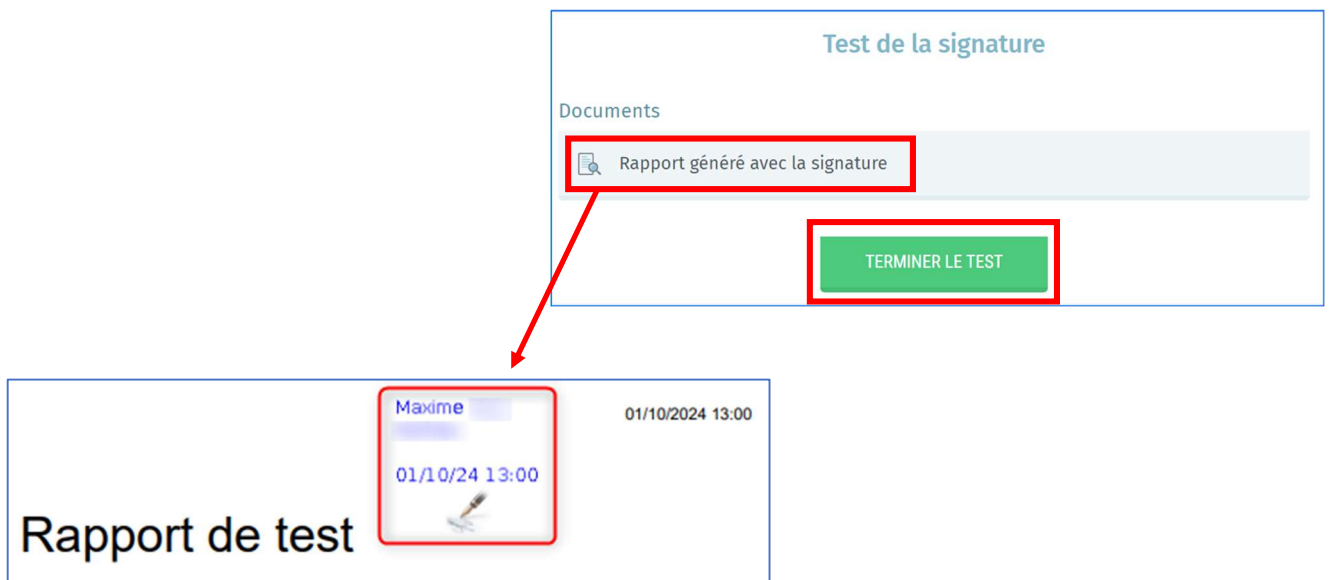 Test de la signature
Documents
Rapport généré avec la signature
TERMINER LE TEST
Maxime
01/10/2024 13:00
01/10/24 13:00
Rapport de test